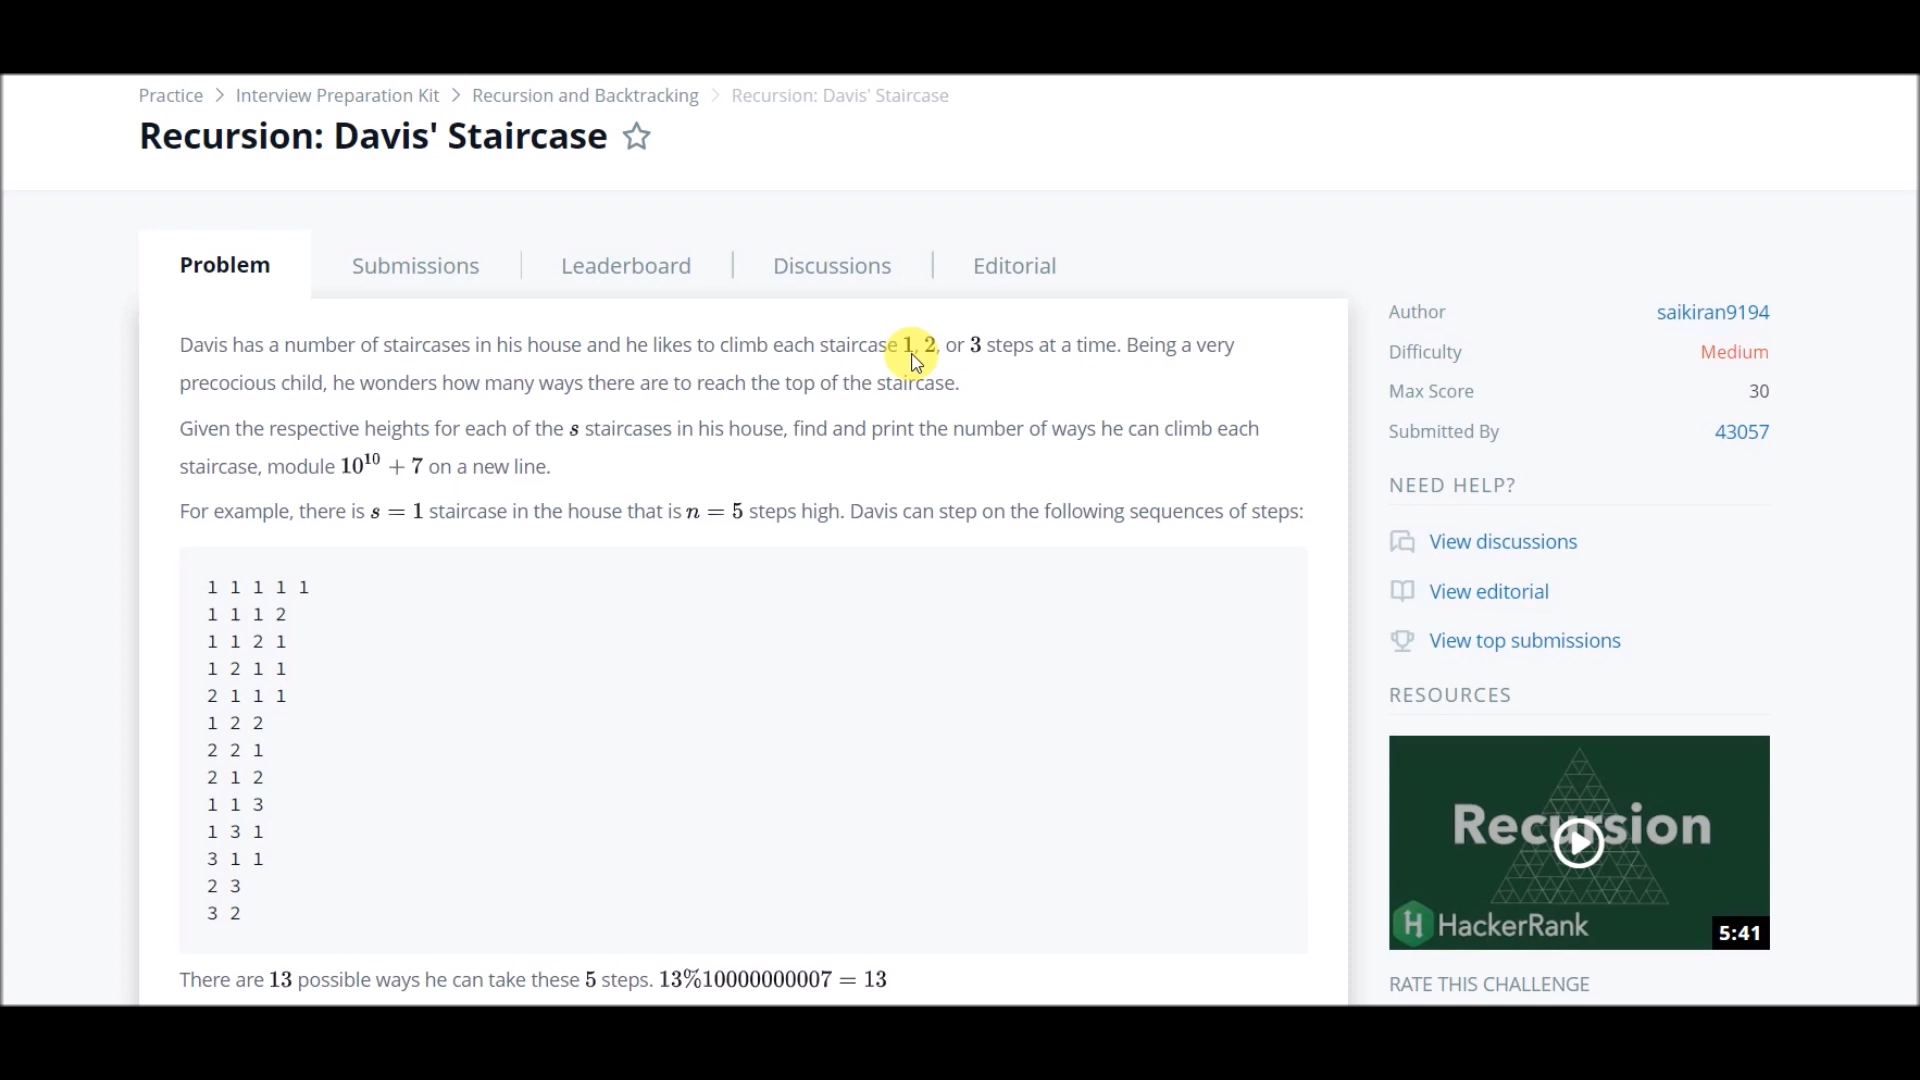 Practice > Interview Preparation Kit > Recursion and Backtracking > Recursion: Davis' Staircase
Recursion: Davis' Staircase
Problem
Submissions
Leaderboard
Discussions
Editorial
Davis has a number of staircases in his house and he likes to climb each staircase 1, 2, or 3 steps at a time. Being a very
precocious child, he wonders how many ways there are to reach the top of the staircase.
Given the respective heights for each of the s staircases in his house, find and print the number of ways he can climb each
staircase, module 10^10 + 7 on a new line.
For example, there is s = 1 staircase in the house that is n = 5 steps high. Davis can step on the following sequences of steps:
1 1 1 1 1
1 1 1 2
1 1 2 1
1 2 1 1
2 1 1 1
1 2 2
2 2 1
2 1 2
1 1 3
1 3 1
3 1 1
2 3
3 2
There are 13 possible ways he can take these 5 steps. 13%10000000007 = 13
Author saikiran9194
Difficulty Medium
Max Score 30
Submitted By 43057
NEED HELP?
View discussions
View editorial
View top submissions
RESOURCES
Recursion
H HackerRank
5:41
RATE THIS CHALLENGE